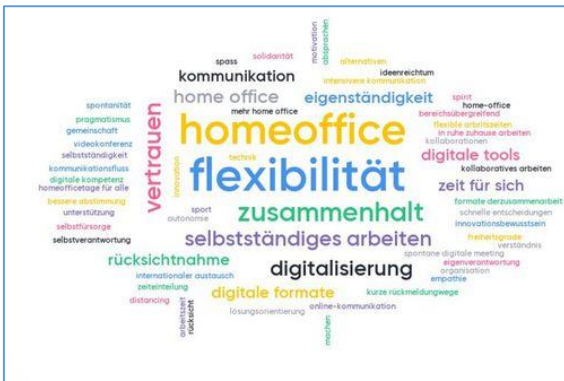 spass
solidarität
motivation
absprachen
alternativen
kommunikation
ideenreichtum
intensivere kommunikation
home office
eigenständigkeit
spirit
spontanität
mehr home office
home-office
bereichsübergreifend
pragmatismus
vertrauen
homeoffice
flexible arbritszeiten
gemeinschaft
in ruhe zuhause arbeiten
videokonferenz
kollaborationen
selbstständigkeit
technik
digitale tools
kommunikationsfluss
innovation
flexibilität
kollaboratives arbeiten
digitale kompetenz
homeofficetage für alle
zeit für sich
bessere abstimmung
formate derzusammenarbeit
unterstützung
sport
autonomie
zusammenhalt
schnelle entscheidungen
selbstfürsorge
innovationsbewusstsein
selbstverantwortung
selbstständiges arbeiten
freiheitsgrade
verständnis
spontane digitale meeting
rücksichtnahme
eigenverantwortung
internationaler austausch
digitalisierung
organisation
empathie
zeiteinteilung
distancing
digitale formate
kurze rückmeldungwege
arbeitszeit
rücksicht
online-kommunikation
lösungsorientierung
machen